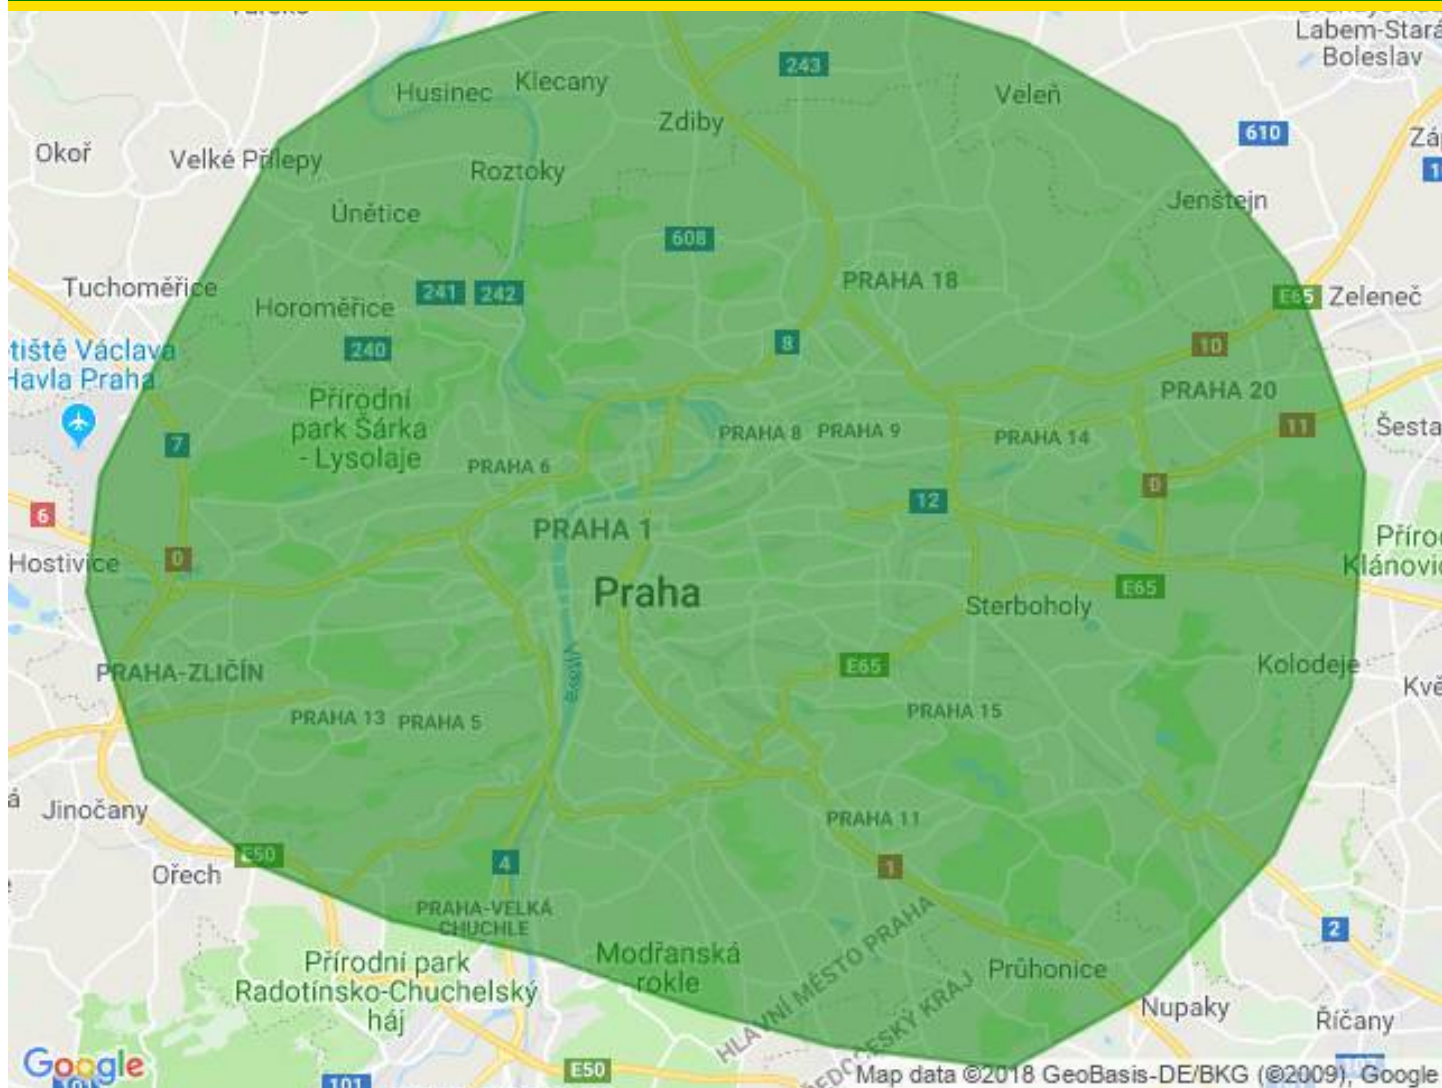 Labem-Stará
Boleslav
Husinec
Klecany
243
Veleň
Zdiby
610
Okoř
Velké Přílepy
Roztoky
Jenštejn
Únětice
608
Tuchoměřice
241
242
PRAHA 18
E65
Zeleneč
Horoměřice
tiště Václava
Havla Praha
240
8
10
Přírodní
park Šárka
- Lysolaje
PRAHA 20
7
PRAHA 8
PRAHA 9
PRAHA 14
11
Šesta
PRAHA 6
0
12
6
PRAHA 1
Příro
Klánovic
Hostivice
0
Praha
E65
Sterboholy
PRAHA-ZLIČÍN
Vltava
E65
Kolodeje
Kvě
PRAHA 13
PRAHA 5
PRAHA 15
Jinočany
PRAHA 11
E50
Ořech
4
1
PRAHA-VELKÁ
CHUCHLE
2
Přírodní park
Radotínsko-Chuchelský
háj
Modřanská
rokle
HLAVNÍ MĚSTO PRAHA
Průhonice
Nupaky
Říčany
Google
101
E50
Map data ©2018 GeoBasis-DE/BKG (©2009), Google